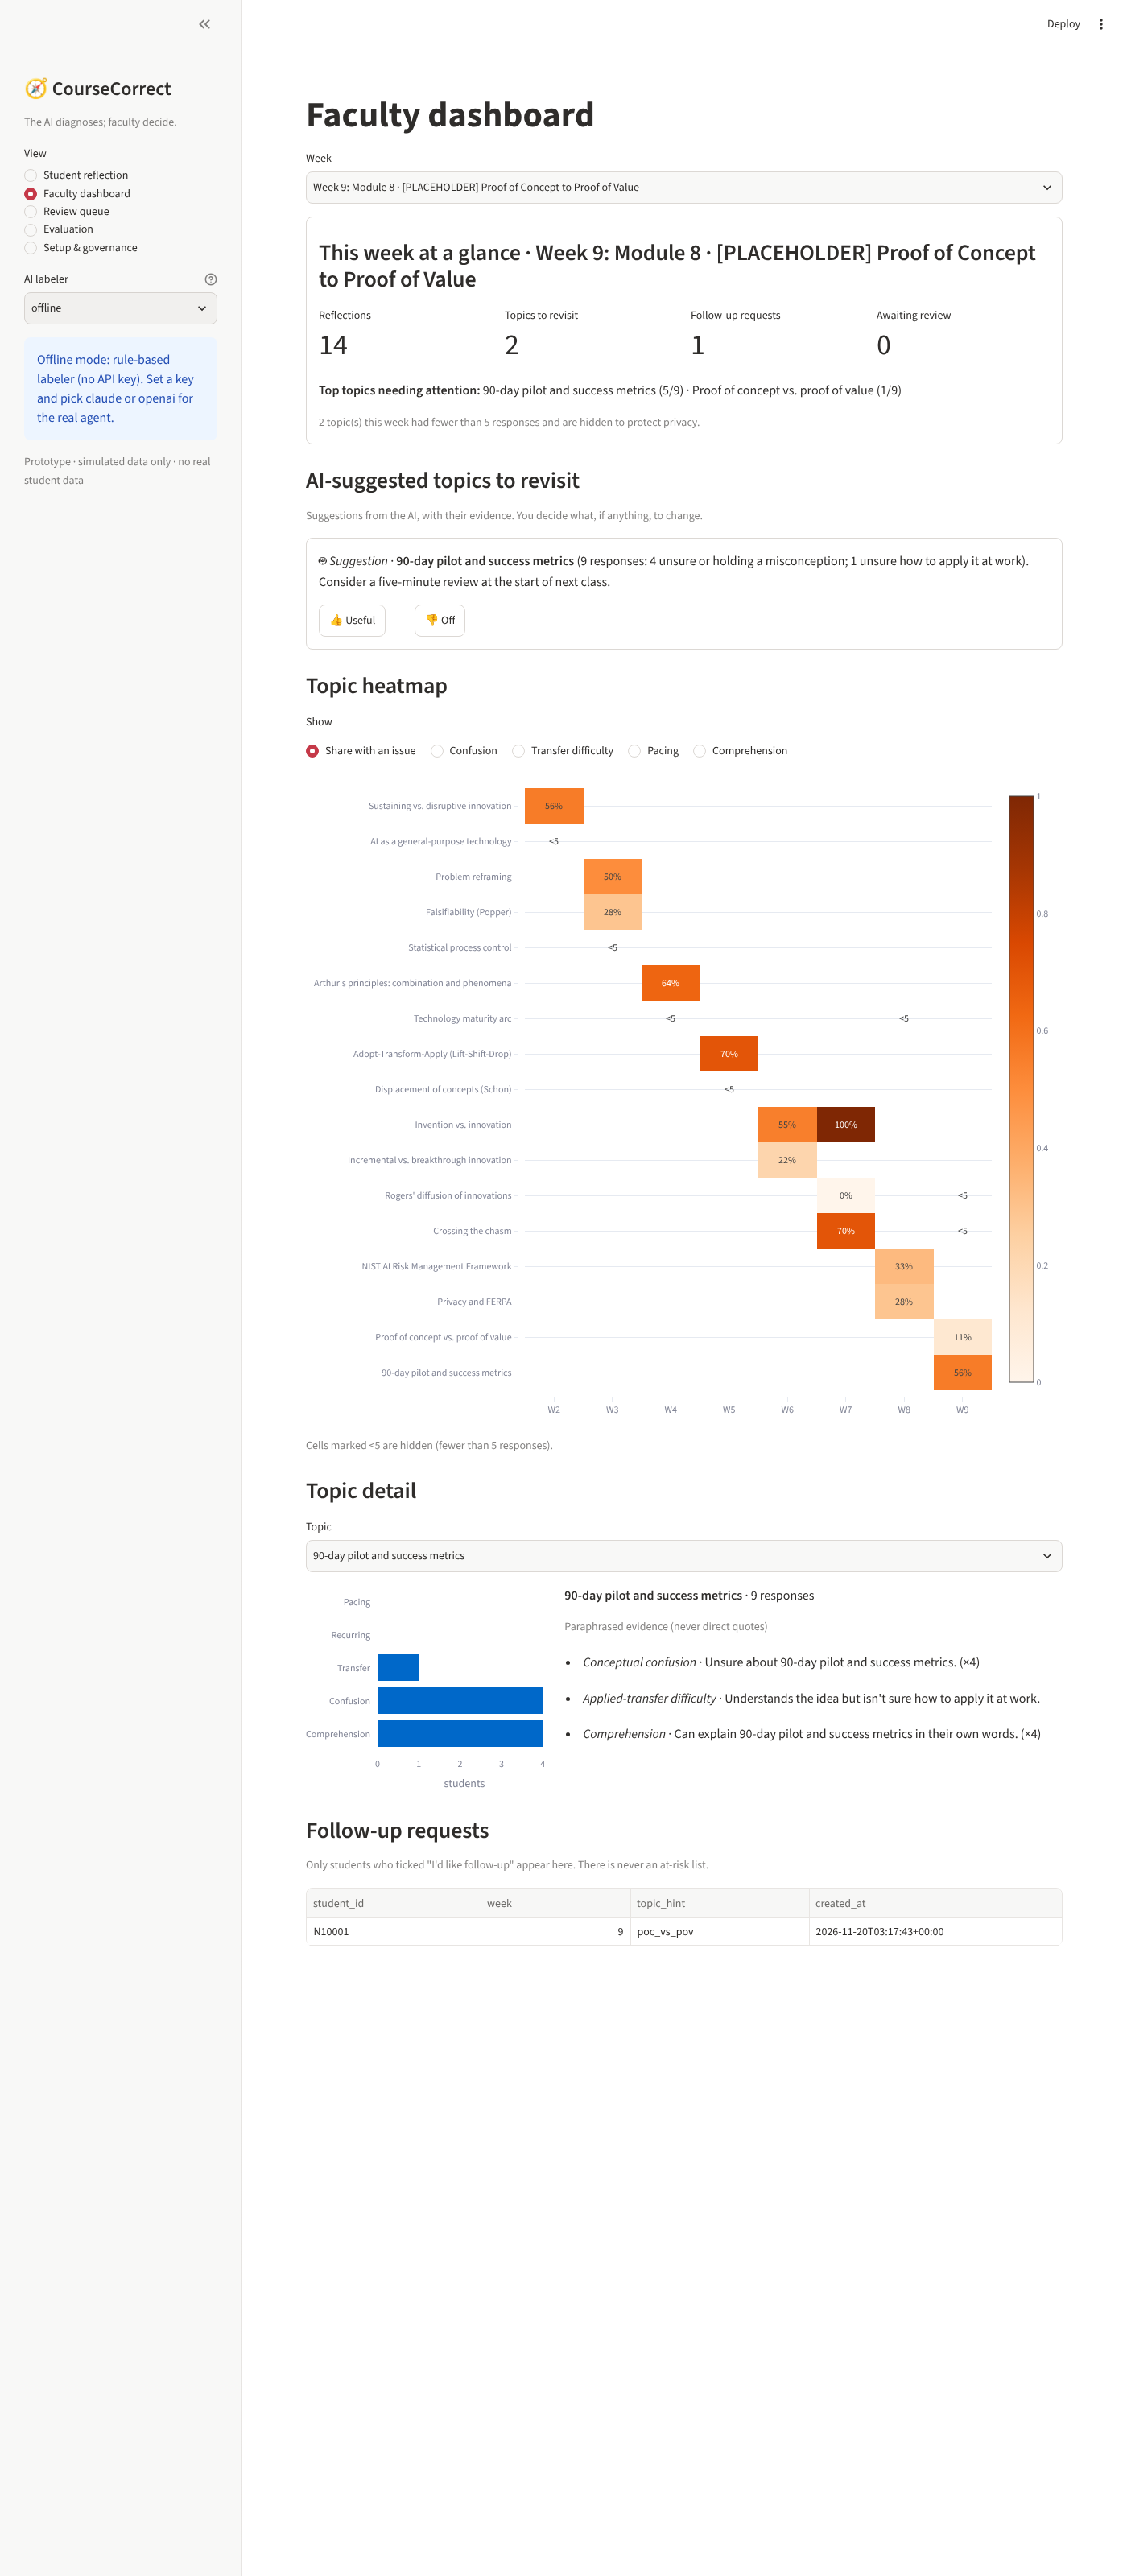 Deploy
🧭 CourseCorrect
The AI diagnoses; faculty decide.
View
Student reflection
Faculty dashboard
Review queue
Evaluation
Setup & governance
AI labeler
offline
Offline mode: rule-based
labeler (no API key). Set a key
and pick claude or openai for
the real agent.
Prototype · simulated data only · no real
student data
Faculty dashboard
Week
Week 9: Module 8 · [PLACEHOLDER] Proof of Concept to Proof of Value
This week at a glance · Week 9: Module 8 · [PLACEHOLDER] Proof of Concept
to Proof of Value
Reflections Topics to revisit Follow-up requests Awaiting review
14 2 1 0
Top topics needing attention: 90-day pilot and success metrics (5/9) · Proof of concept vs. proof of value (1/9)
2 topic(s) this week had fewer than 5 responses and are hidden to protect privacy.
AI-suggested topics to revisit
Suggestions from the AI, with their evidence. You decide what, if anything, to change.
Suggestion · 90-day pilot and success metrics (9 responses: 4 unsure or holding a misconception; 1 unsure how to apply it at work).
Consider a five-minute review at the start of next class.
👍 Useful 👎 Off
Topic heatmap
Show
Share with an issue Confusion Transfer difficulty Pacing Comprehension
Sustaining vs. disruptive innovation 56%
AI as a general-purpose technology <5
Problem reframing 50%
Falsifiability (Popper) 28%
Statistical process control <5
Arthur's principles: combination and phenomena 64%
Technology maturity arc <5 <5
Adopt-Transform-Apply (Lift-Shift-Drop) 70%
Displacement of concepts (Schon) <5
Invention vs. innovation 55% 100%
Incremental vs. breakthrough innovation 22%
Rogers' diffusion of innovations 0% <5
Crossing the chasm 70% <5
NIST AI Risk Management Framework 33%
Privacy and FERPA 28%
Proof of concept vs. proof of value 11%
90-day pilot and success metrics 56%
W2 W3 W4 W5 W6 W7 W8 W9
1
0.8
0.6
0.4
0.2
0
Cells marked <5 are hidden (fewer than 5 responses).
Topic detail
Topic
90-day pilot and success metrics
Pacing
Recurring
Transfer
Confusion
Comprehension
0 1 2 3 4
students
90-day pilot and success metrics · 9 responses
Paraphrased evidence (never direct quotes)
• Conceptual confusion · Unsure about 90-day pilot and success metrics. (×4)
• Applied-transfer difficulty · Understands the idea but isn't sure how to apply it at work.
• Comprehension · Can explain 90-day pilot and success metrics in their own words. (×4)
Follow-up requests
Only students who ticked "I'd like follow-up" appear here. There is never an at-risk list.
student_id week topic_hint created_at
N10001 9 poc_vs_pov 2026-11-20T03:17:43+00:00